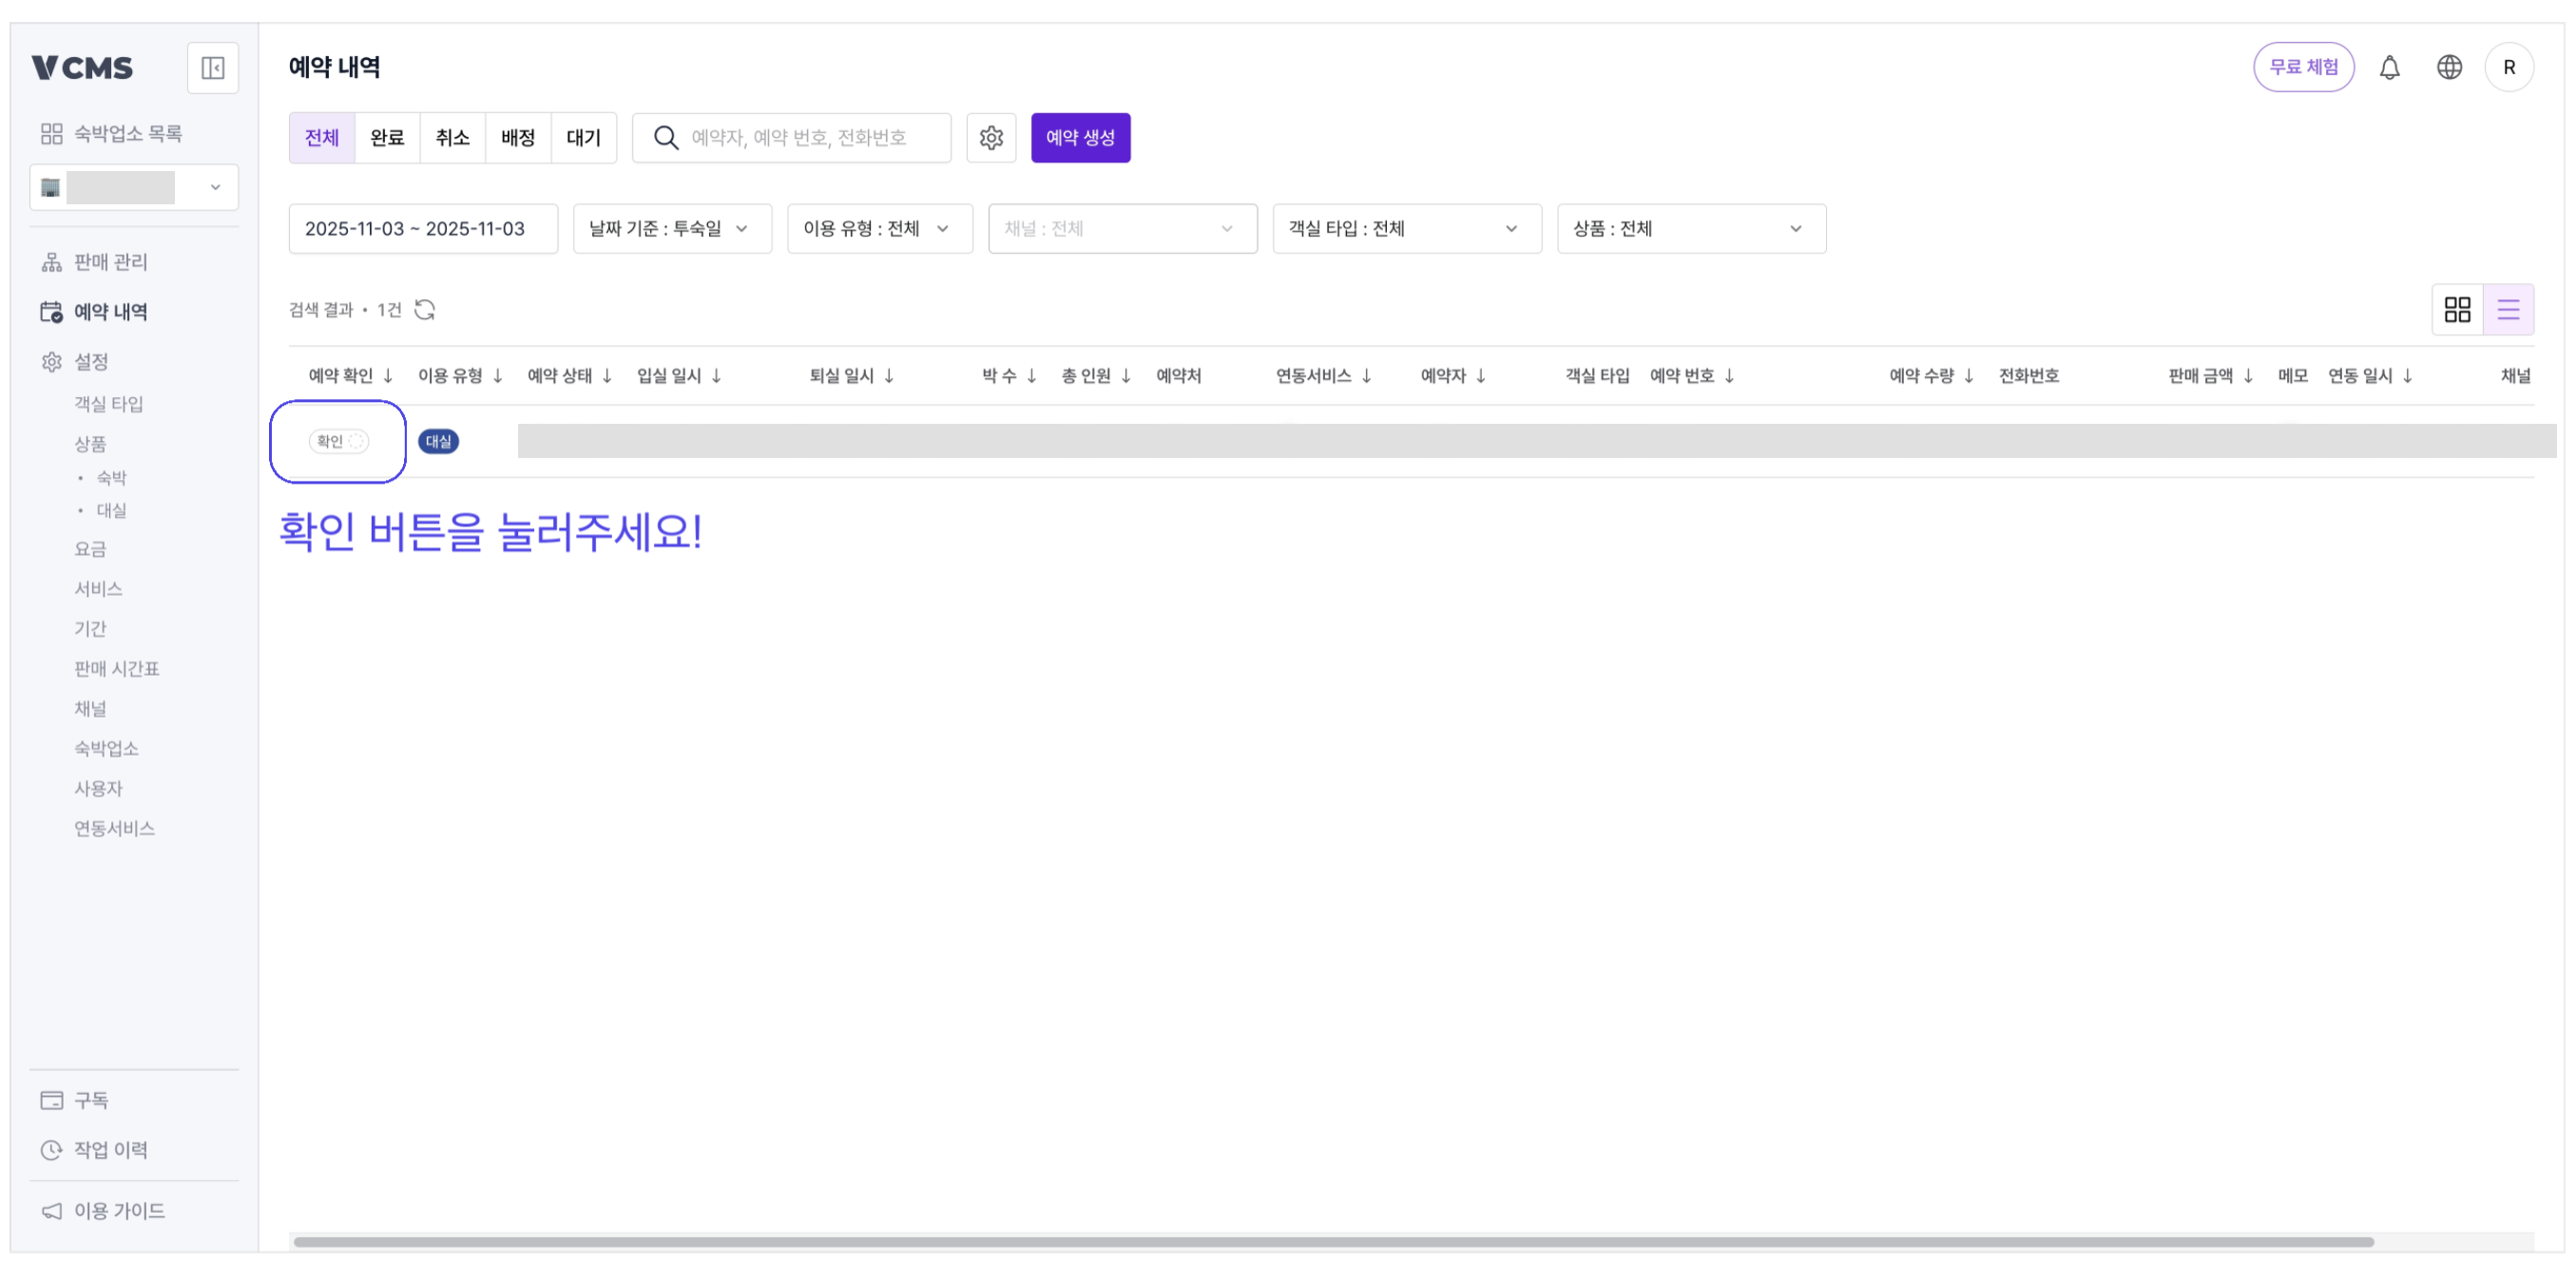 VCMS
숙박업소 목록
판매 관리
예약 내역
설정
객실 타입
상품
• 숙박
• 대실
요금
서비스
기간
판매 시간표
채널
숙박업소
사용자
연동서비스
구독
작업 이력
이용 가이드
예약 내역
무료 체험
R
전체 완료 취소 배정 대기 예약자, 예약 번호, 전화번호 예약 생성
2025-11-03 ~ 2025-11-03 날짜 기준 : 투숙일 이용 유형 : 전체 채널 : 전체 객실 타입 : 전체 상품 : 전체
검색 결과 • 1건
예약 확인 ↓ 이용 유형 ↓ 예약 상태 ↓ 입실 일시 ↓ 퇴실 일시 ↓ 박 수 ↓ 총 인원 ↓ 예약처 연동서비스 ↓ 예약자 ↓ 객실 타입 예약 번호 ↓ 예약 수량 ↓ 전화번호 판매 금액 ↓ 메모 연동 일시 ↓ 채널
확인 대실
확인 버튼을 눌러주세요!